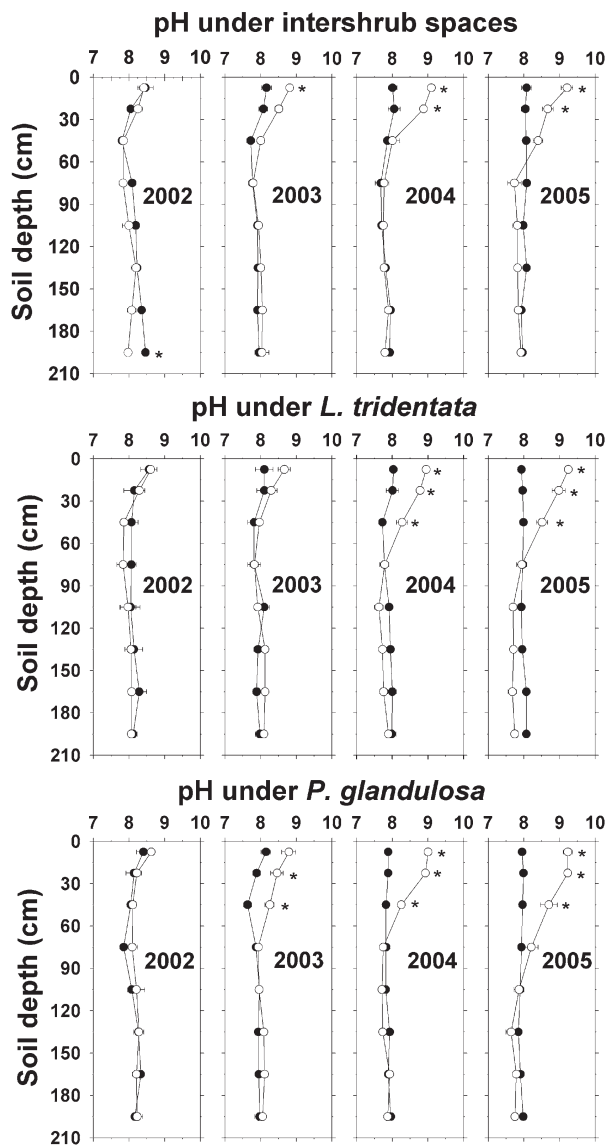 pH under intershrub spaces
7 8 9 10 7 8 9 10 7 8 9 10 7 8 9 10
0
30
60
90
120
150
180
210
Soil depth (cm)
2002 2003 2004 2005
* * * * * * *
pH under L. tridentata
7 8 9 10 7 8 9 10 7 8 9 10 7 8 9 10
0
30
60
90
120
150
180
210
Soil depth (cm)
2002 2003 2004 2005
* * * * * *
pH under P. glandulosa
7 8 9 10 7 8 9 10 7 8 9 10 7 8 9 10
0
30
60
90
120
150
180
210
Soil depth (cm)
2002 2003 2004 2005
* * * * * * * *